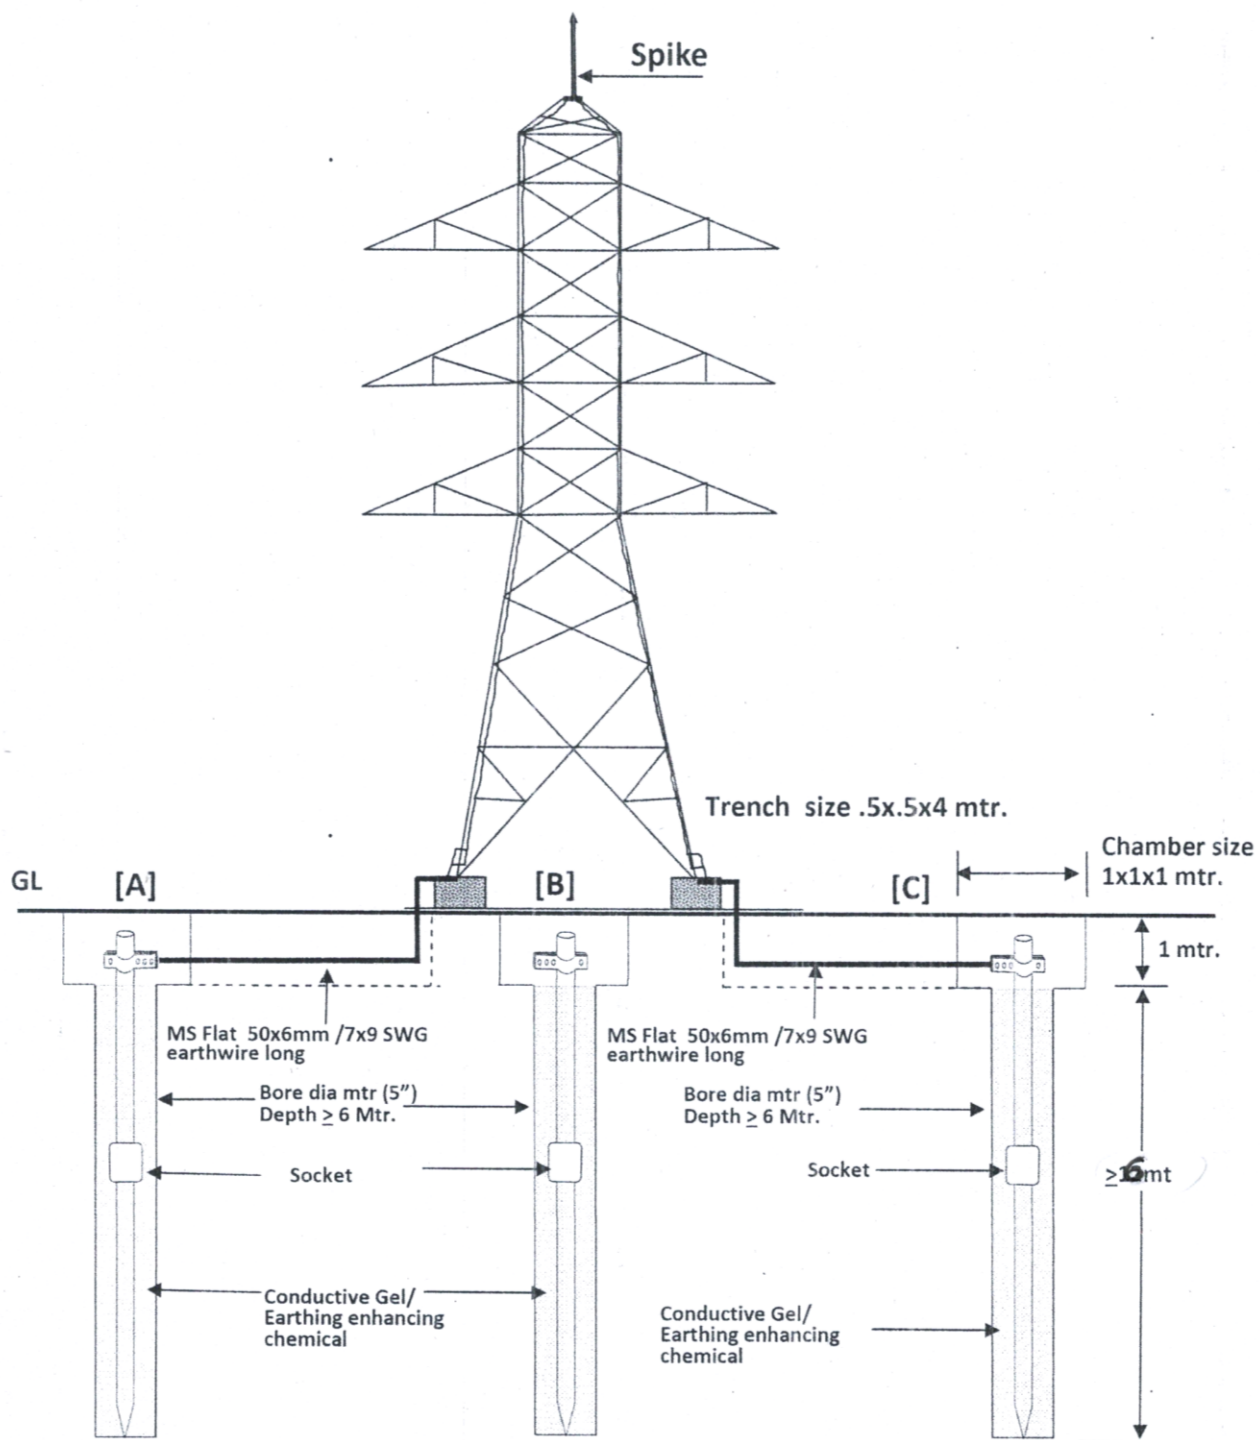 Spike
Trench size .5x.5x4 mtr.
Chamber size
1x1x1 mtr.
GL
[A]
[B]
[C]
1 mtr.
MS Flat 50x6mm /7x9 SWG
earthwire long
MS Flat 50x6mm /7x9 SWG
earthwire long
Bore dia mtr (5”)
Depth ≥ 6 Mtr.
Bore dia mtr (5”)
Depth ≥ 6 Mtr.
Socket
Socket
≥ 6 mt
Conductive Gel/
Earthing enhancing
chemical
Conductive Gel/
Earthing enhancing
chemical